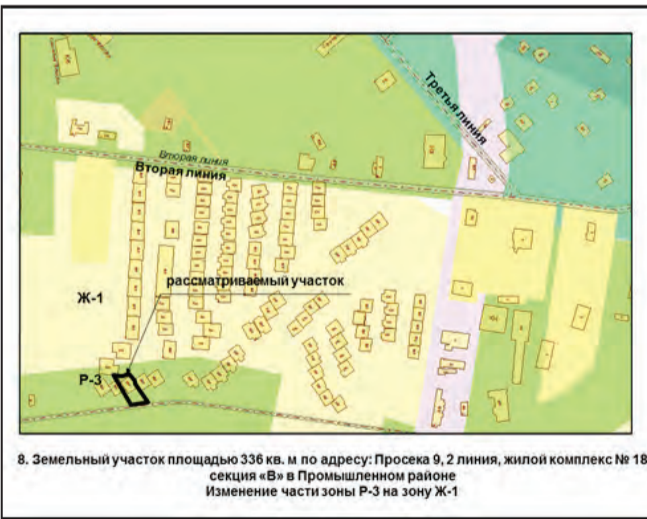 Третья линия
Вторая линия
Вторая линия
рассматриваемый участок
Ж-1
Р-3
8. Земельный участок площадью 336 кв. м по адресу: Просека 9, 2 линия, жилой комплекс № 18
секция «В» в Промышленном районе
Изменение части зоны Р-3 на зону Ж-1